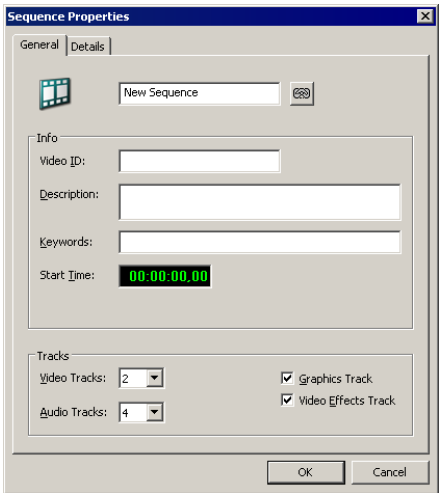 Sequence Properties
General Details
New Sequence
Info
Video ID:
Description:
Keywords:
Start Time: 00:00:00,00
Tracks
Video Tracks: 2
Graphics Track
Video Effects Track
Audio Tracks: 4
OK Cancel